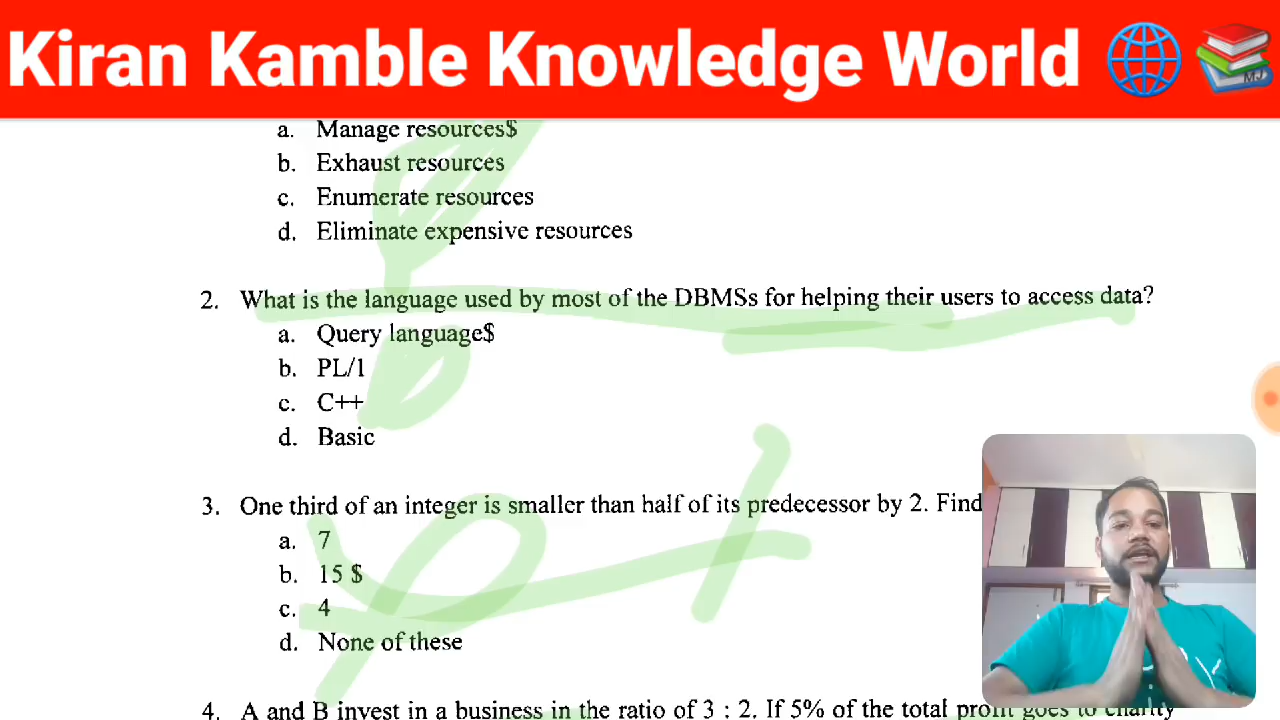 Kiran Kamble Knowledge World
MJ
a. Manage resources$
b. Exhaust resources
c. Enumerate resources
d. Eliminate expensive resources
2. What is the language used by most of the DBMSs for helping their users to access data?
a. Query language$
b. PL/1
c. C++
d. Basic
3. One third of an integer is smaller than half of its predecessor by 2. Find
a. 7
b. 15 $
c. 4
d. None of these
4. A and B invest in a business in the ratio of 3 : 2. If 5% of the total profit goes to charity